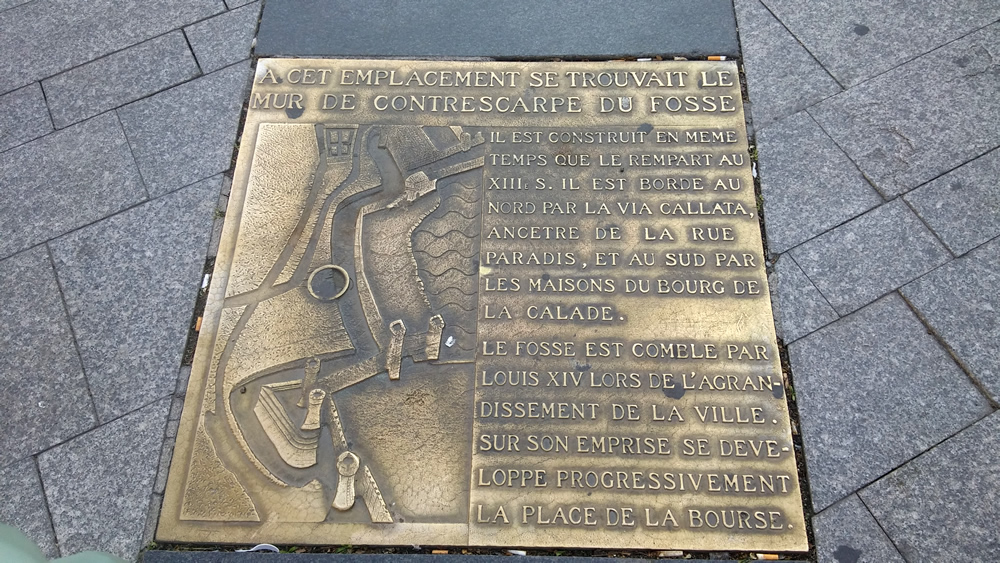 A CET EMPLACEMENT SE TROUVAIT LE
MUR DE CONTRESCARPE DU FOSSE
IL EST CONSTRUIT EN MEME
TEMPS QUE LE REMPART AU
XIIIe S. IL EST BORDE AU
NORD PAR LA VIA CALLATA,
ANCETRE DE LA RUE
PARADIS, ET AU SUD PAR
LES MAISONS DU BOURG DE
LA CALADE.
LE FOSSE EST COMBLE PAR
LOUIS XIV LORS DE L'AGRAN-
DISSEMENT DE LA VILLE.
SUR SON EMPRISE SE DEVE-
LOPPE PROGRESSIVEMENT
LA PLACE DE LA BOURSE.